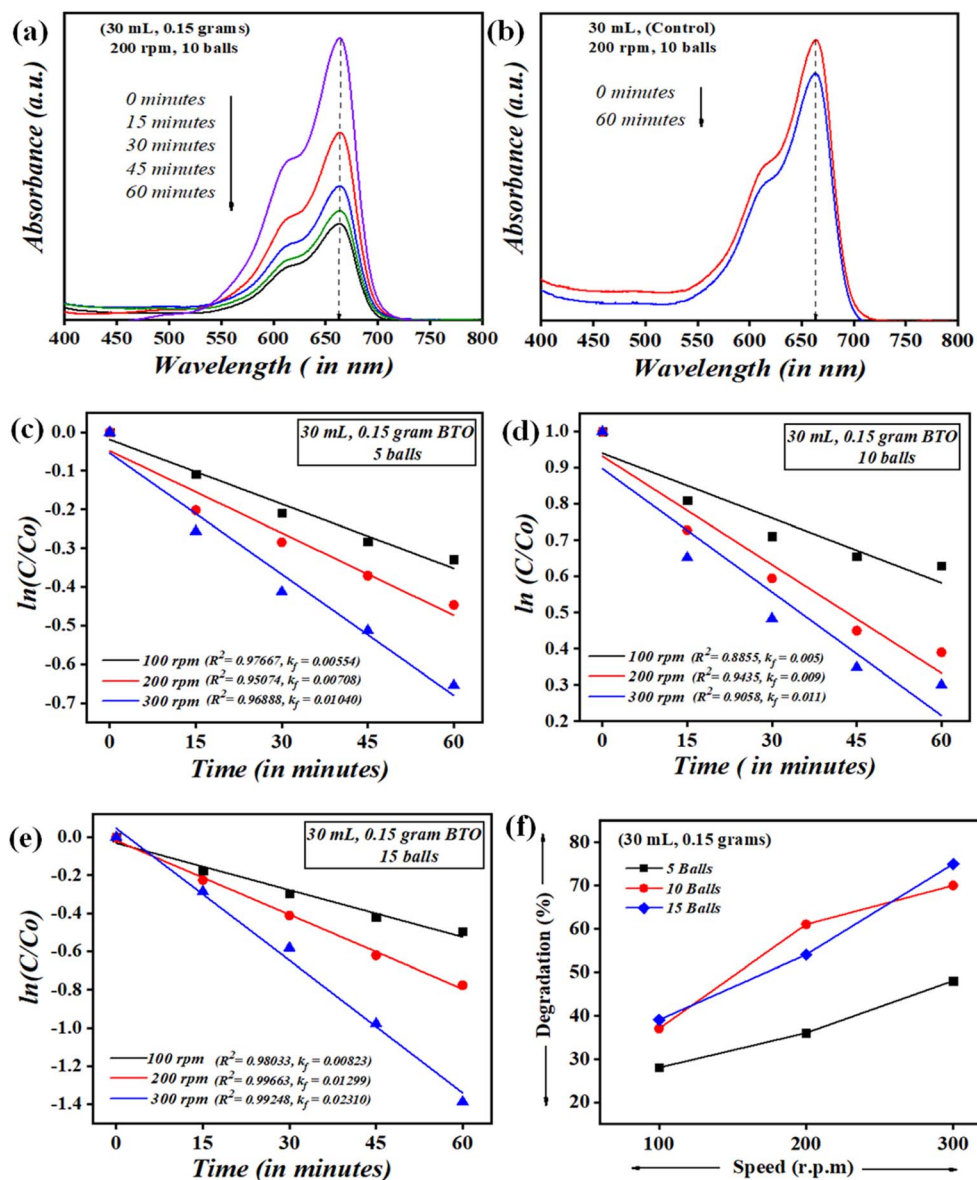 (a)
(30 mL, 0.15 grams)
200 rpm, 10 balls
0 minutes
15 minutes
30 minutes
45 minutes
60 minutes
Absorbance (a.u.)
400 450 500 550 600 650 700 750 800
Wavelength ( in nm)
(b)
30 mL, (Control)
200 rpm, 10 balls
0 minutes
60 minutes
Absorbance (a.u.)
400 450 500 550 600 650 700 750 800
Wavelength (in nm)
(c)
30 mL, 0.15 gram BTO
5 balls
ln(C/Co)
0.0
-0.1
-0.2
-0.3
-0.4
-0.5
-0.6
-0.7
100 rpm (R²= 0.97667, kf = 0.00554)
200 rpm (R²= 0.95074, kf = 0.00708)
300 rpm (R²= 0.96888, kf = 0.01040)
0 15 30 45 60
Time (in minutes)
(d)
30 mL, 0.15 gram BTO
10 balls
ln (C/Co)
1.0
0.9
0.8
0.7
0.6
0.5
0.4
0.3
0.2
100 rpm (R²= 0.8855, kf = 0.005)
200 rpm (R²= 0.9435, kf = 0.009)
300 rpm (R²= 0.9058, kf = 0.011)
0 15 30 45 60
Time ( in minutes)
(e)
30 mL, 0.15 gram BTO
15 balls
ln(C/Co)
0.0
-0.2
-0.4
-0.6
-0.8
-1.0
-1.2
-1.4
100 rpm (R²= 0.98033, kf = 0.00823)
200 rpm (R²= 0.99663, kf = 0.01299)
300 rpm (R²= 0.99248, kf = 0.02310)
0 15 30 45 60
Time (in minutes)
(f)
(30 mL, 0.15 grams)
5 Balls
10 Balls
15 Balls
Degradation (%)
80
70
60
50
40
30
20
100 200 300
Speed (r.p.m)